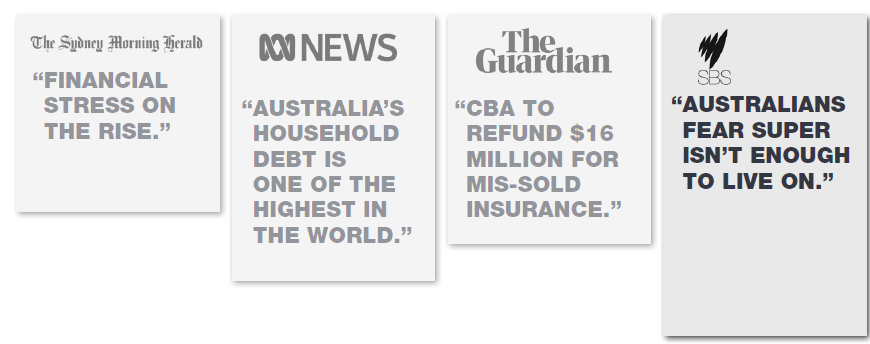 The Sydney Morning Herald
“FINANCIAL
STRESS ON
THE RISE.”
NEWS
“AUSTRALIA’S
HOUSEHOLD
DEBT IS
ONE OF THE
HIGHEST IN
THE WORLD.”
The
Guardian
“CBA TO
REFUND $16
MILLION FOR
MIS-SOLD
INSURANCE.”
SBS
“AUSTRALIANS
FEAR SUPER
ISN’T ENOUGH
TO LIVE ON.”